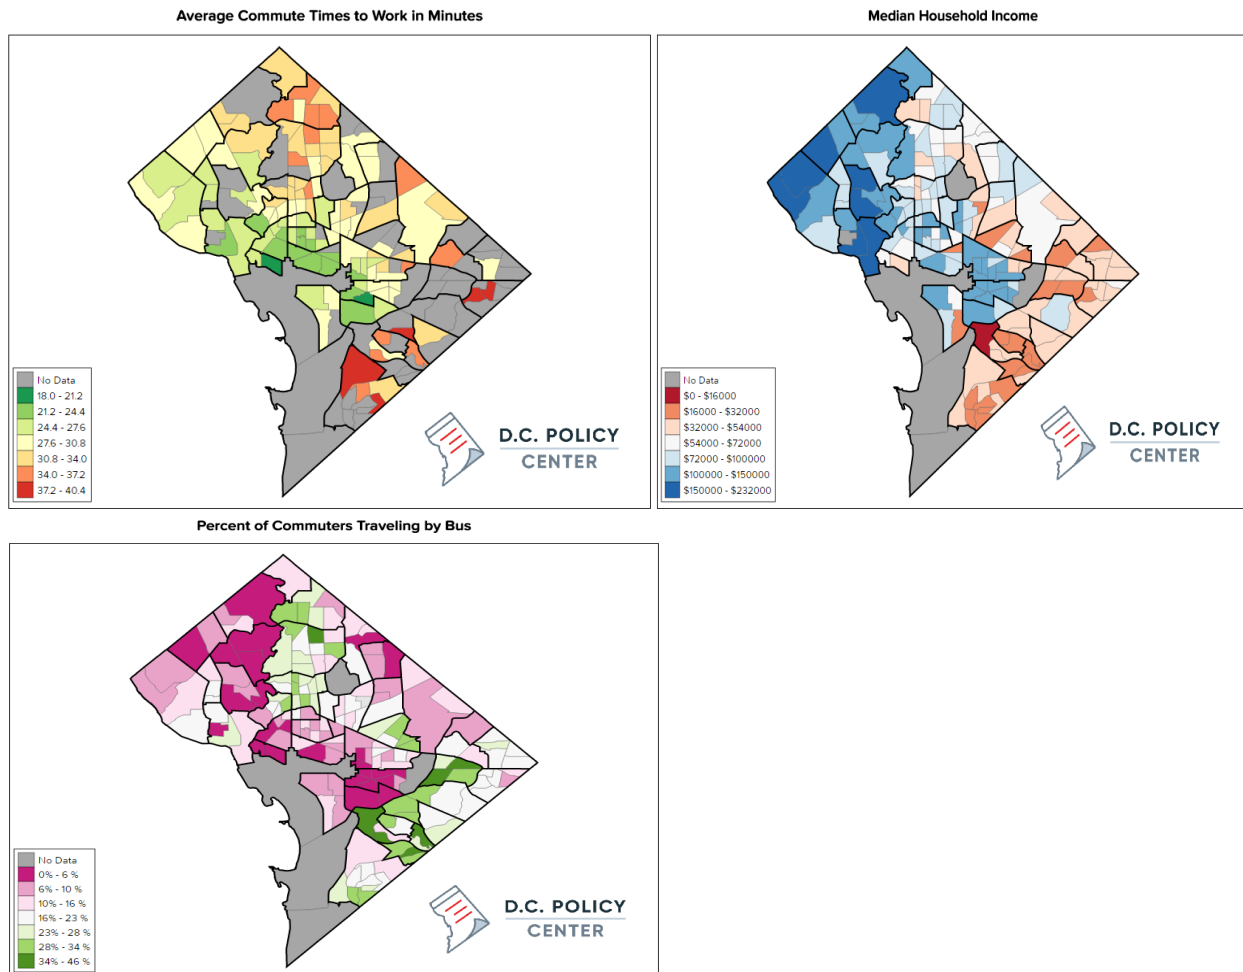 Average Commute Times to Work in Minutes
No Data
18.0 - 21.2
21.2 - 24.4
24.4 - 27.6
27.6 - 30.8
30.8 - 34.0
34.0 - 37.2
37.2 - 40.4
D.C. POLICY
CENTER
Median Household Income
No Data
$0 - $16000
$16000 - $32000
$32000 - $54000
$54000 - $72000
$72000 - $100000
$100000 - $150000
$150000 - $232000
D.C. POLICY
CENTER
Percent of Commuters Traveling by Bus
No Data
0% - 6 %
6% - 10 %
10% - 16 %
16% - 23 %
23% - 28 %
28% - 34 %
34% - 46 %
D.C. POLICY
CENTER